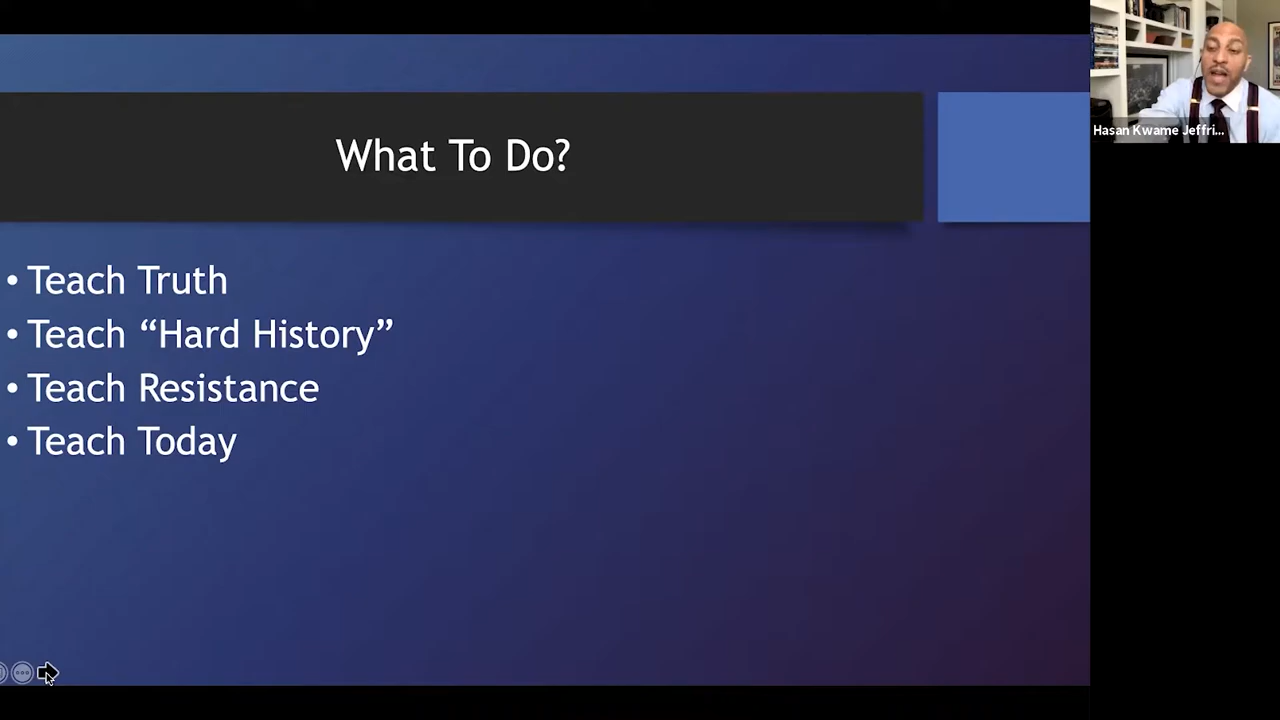 What To Do?
• Teach Truth
• Teach “Hard History”
• Teach Resistance
• Teach Today
Hasan Kwame Jeffri...